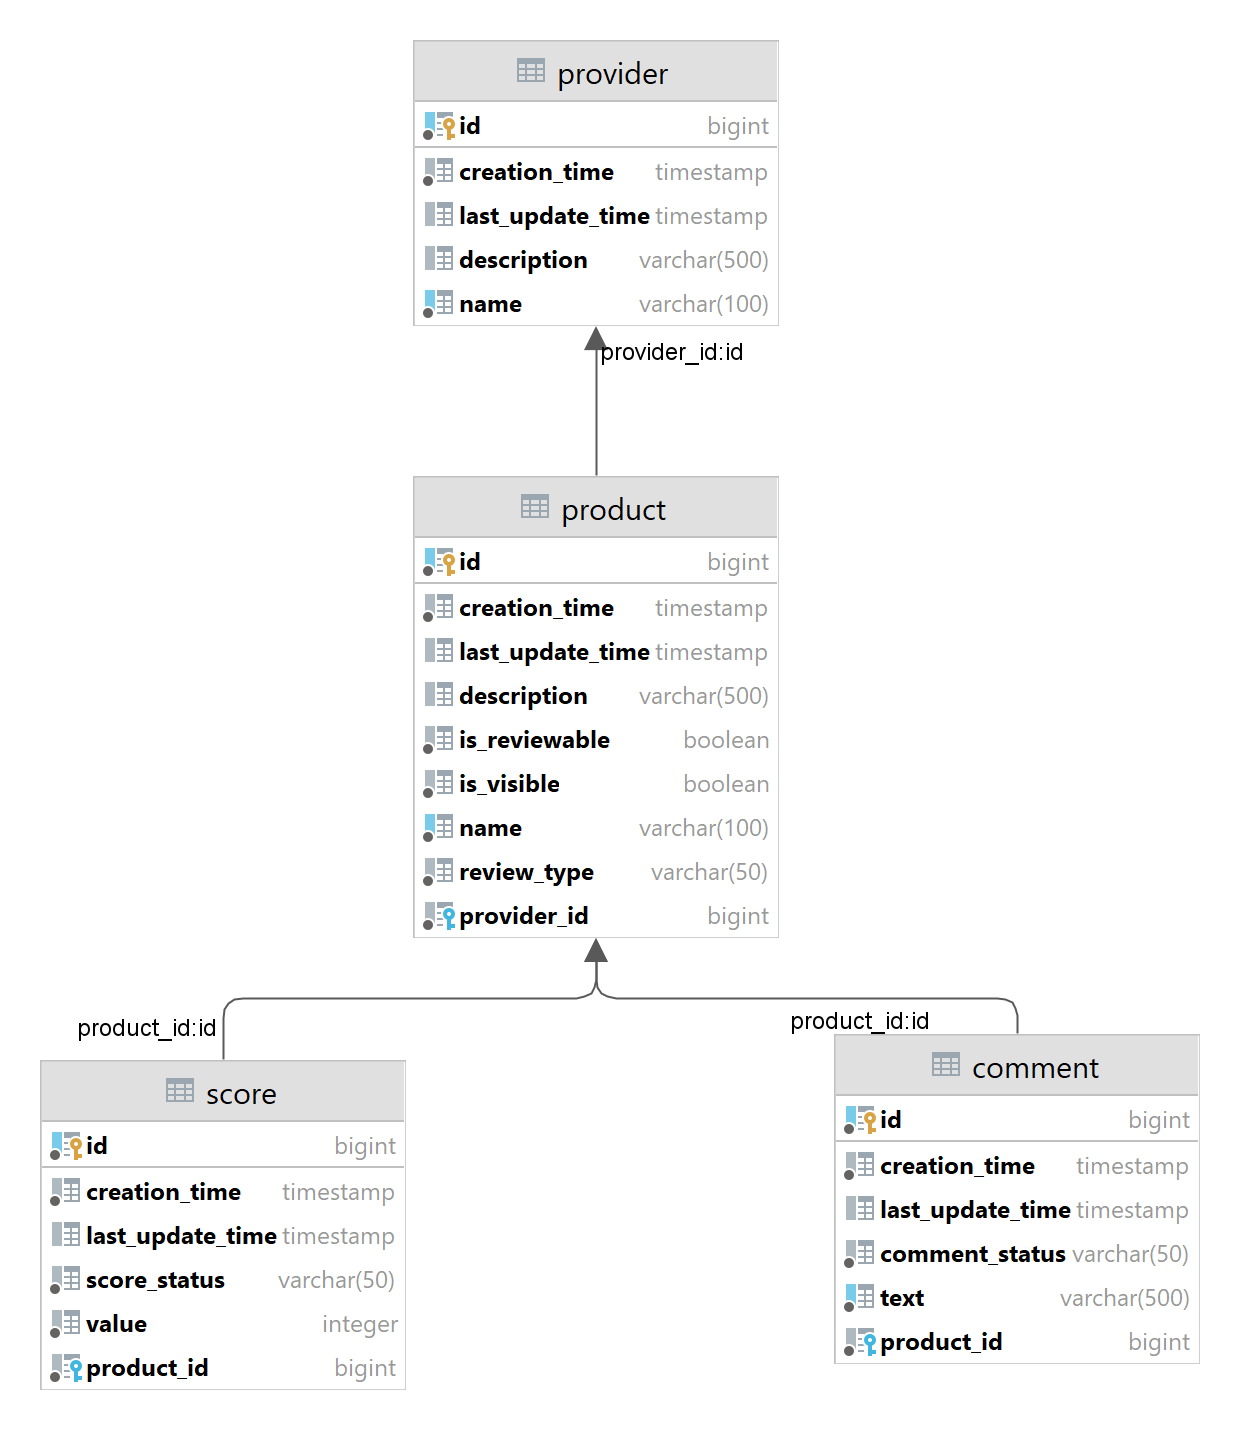 provider
id bigint
creation_time timestamp
last_update_time timestamp
description varchar(500)
name varchar(100)
provider_id:id
product
id bigint
creation_time timestamp
last_update_time timestamp
description varchar(500)
is_reviewable boolean
is_visible boolean
name varchar(100)
review_type varchar(50)
provider_id bigint
product_id:id
score
id bigint
creation_time timestamp
last_update_time timestamp
score_status varchar(50)
value integer
product_id bigint
product_id:id
comment
id bigint
creation_time timestamp
last_update_time timestamp
comment_status varchar(50)
text varchar(500)
product_id bigint